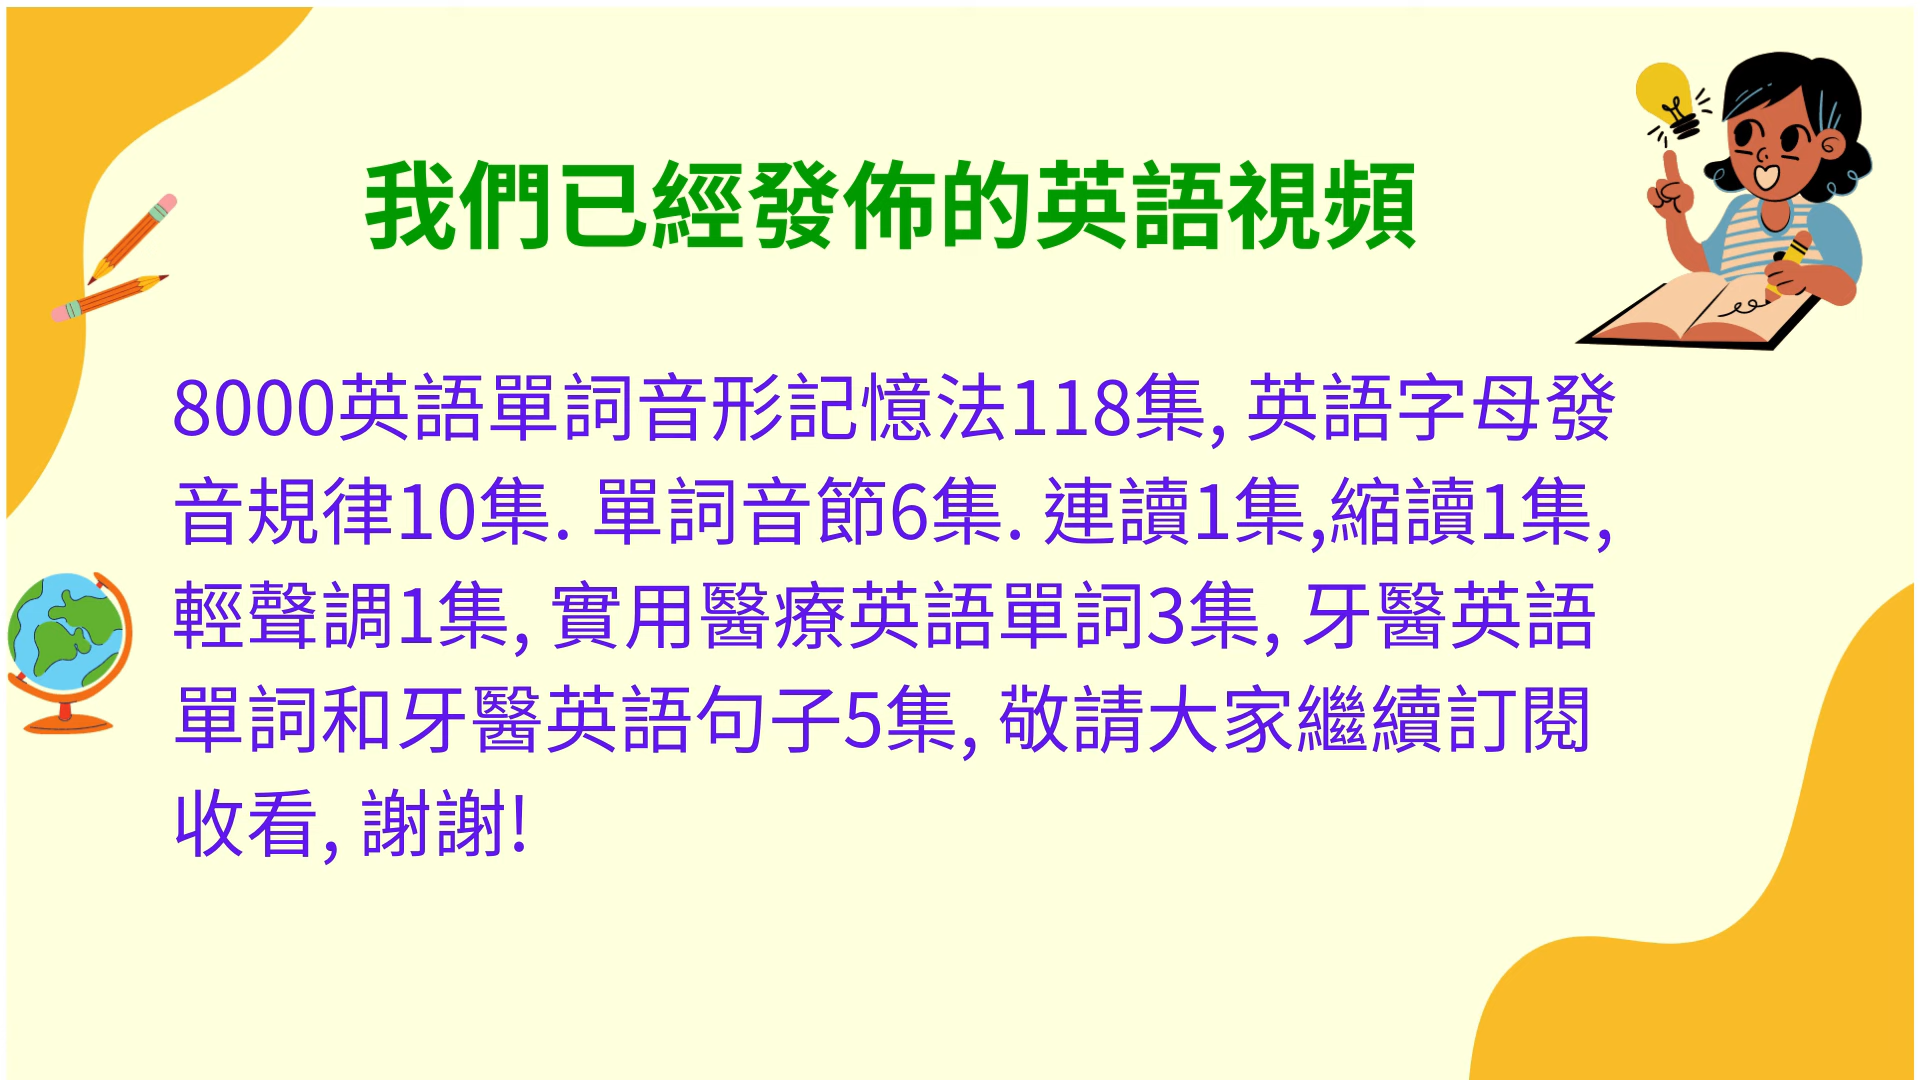 我們已經發佈的英語視頻
8000英語單詞音形記憶法118集, 英語字母發
音規律10集. 單詞音節6集. 連讀1集,縮讀1集,
輕聲調1集, 實用醫療英語單詞3集, 牙醫英語
單詞和牙醫英語句子5集, 敬請大家繼續訂閱
收看, 謝謝!